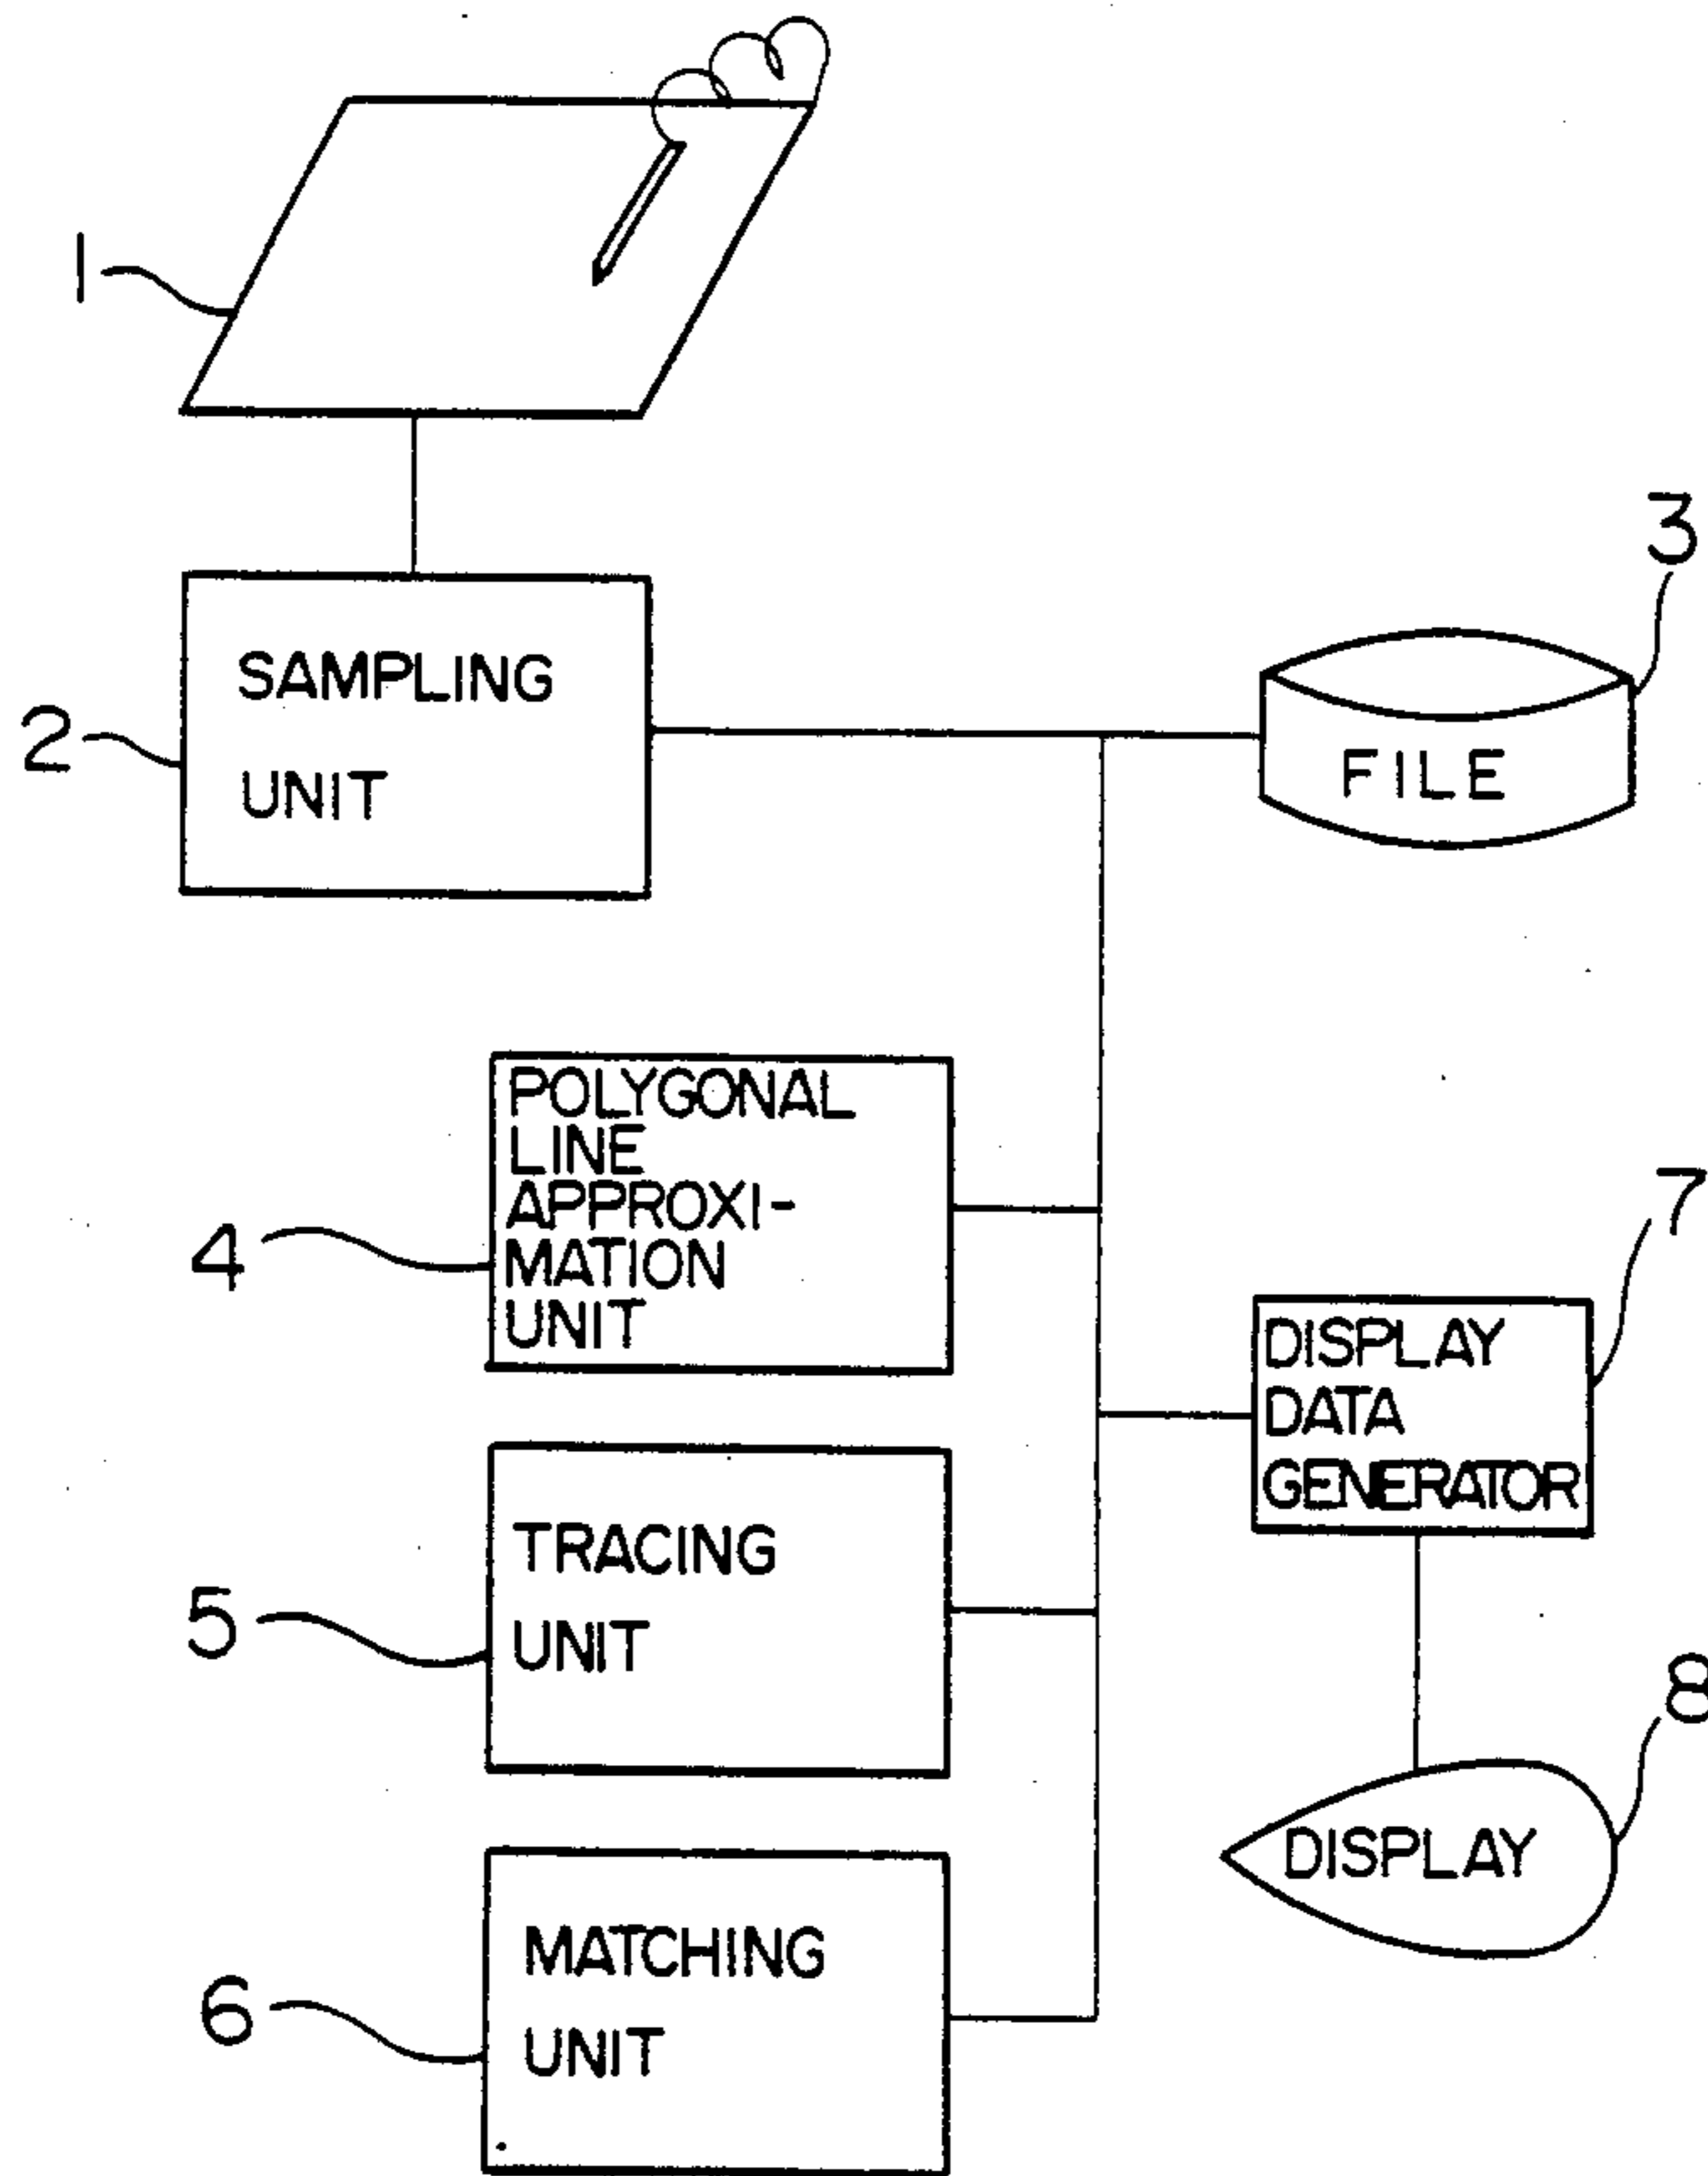 1
2
SAMPLING
UNIT
3
FILE
4
POLYGONAL
LINE
APPROXI-
MATION
UNIT
5
TRACING
UNIT
6
MATCHING
UNIT
7
DISPLAY
DATA
GENERATOR
8
DISPLAY